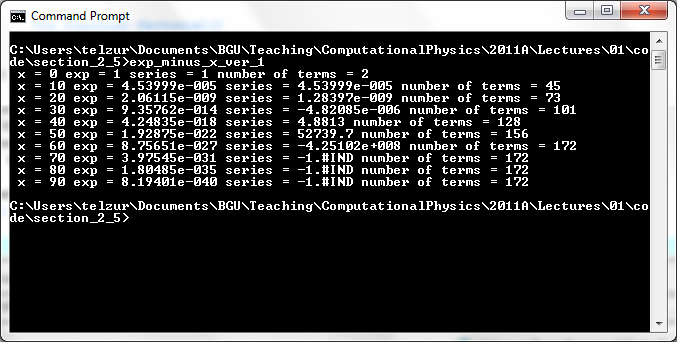 Command Prompt
C:\Users\telzur\Documents\BGU\Teaching\ComputationalPhysics\2011A\Lectures\01\co
de\section_2_5>exp_minus_x_ver_1
x = 0 exp = 1 series = 1 number of terms = 2
x = 10 exp = 4.53999e-005 series = 4.53999e-005 number of terms = 45
x = 20 exp = 2.06115e-009 series = 1.28397e-009 number of terms = 73
x = 30 exp = 9.35762e-014 series = -4.82085e-006 number of terms = 101
x = 40 exp = 4.24835e-018 series = 4.8813 number of terms = 128
x = 50 exp = 1.92875e-022 series = 52739.7 number of terms = 156
x = 60 exp = 8.75651e-027 series = -4.25102e+008 number of terms = 172
x = 70 exp = 3.97545e-031 series = -1.#IND number of terms = 172
x = 80 exp = 1.80485e-035 series = -1.#IND number of terms = 172
x = 90 exp = 8.19401e-040 series = -1.#IND number of terms = 172
C:\Users\telzur\Documents\BGU\Teaching\ComputationalPhysics\2011A\Lectures\01\co
de\section_2_5>